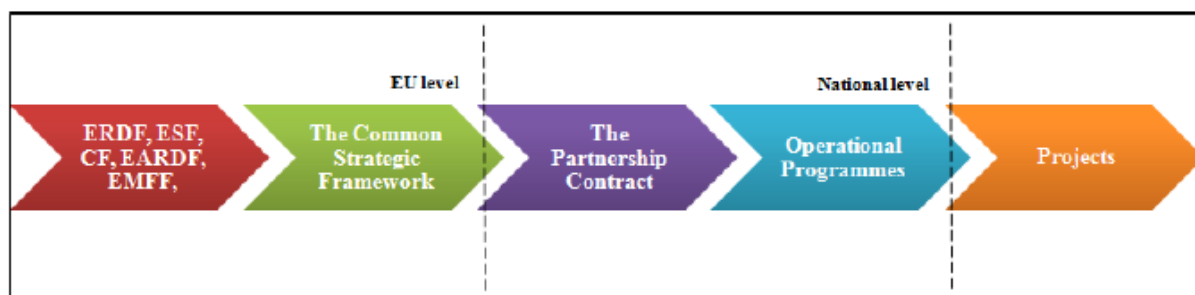 EU level
National level
ERDF, ESF,
CF, EARDF,
EMFF,
The Common
Strategic
Framework
The
Partnership
Contract
Operational
Programmes
Projects